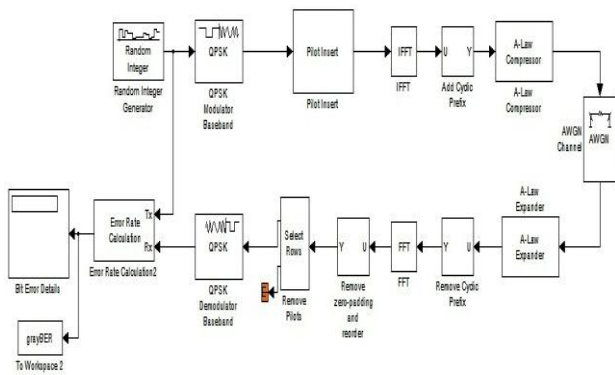 Random
Integer
Random Integer
Generator
QPSK
QPSK
Modulator
Baseband
Pilot Insert
Pilot Insert
IFFT
IFFT
U Y
Add Cyclic
Prefix
A-Law
Compressor
A-Law
Compressor
AWGN
AWGN
Channel
Bit Error Details
Error Rate
Calculation
Tx
Rx
Error Rate Calculation2
QPSK
QPSK
Demodulator
Baseband
Select
Rows
Remove
Pilots
Y U
Remove
zero-padding
and
reorder
FFT
FFT
Y U
Remove Cyclic
Prefix
A-Law
Expander
A-Law
Expander
grayBER
To Workspace 2